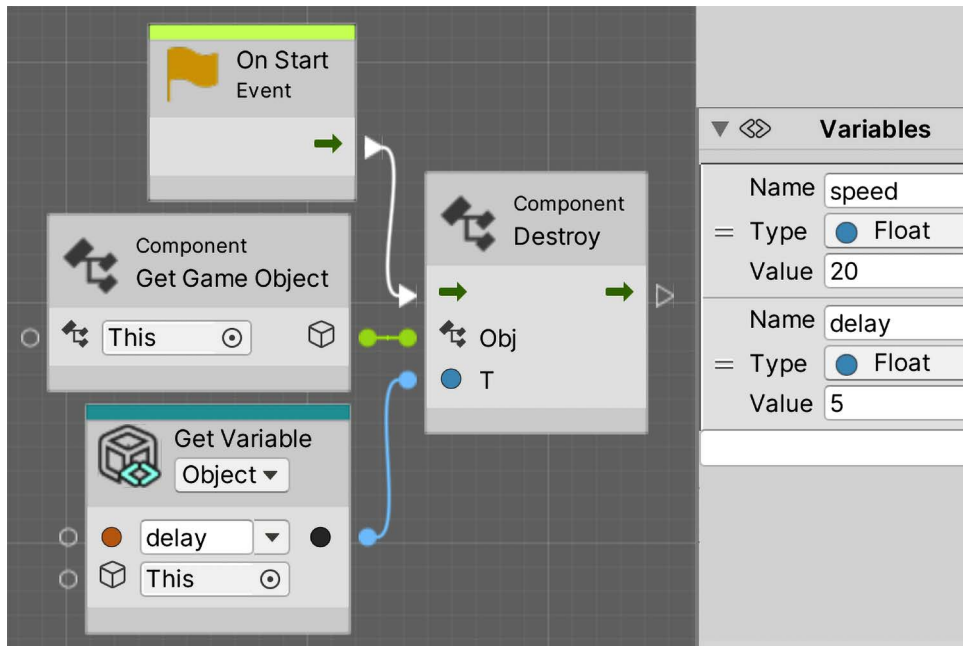 On Start
Event
Component
Get Game Object
This
Get Variable
Object
delay
This
Component
Destroy
Obj
T
Variables
Name speed
Type Float
Value 20
Name delay
Type Float
Value 5